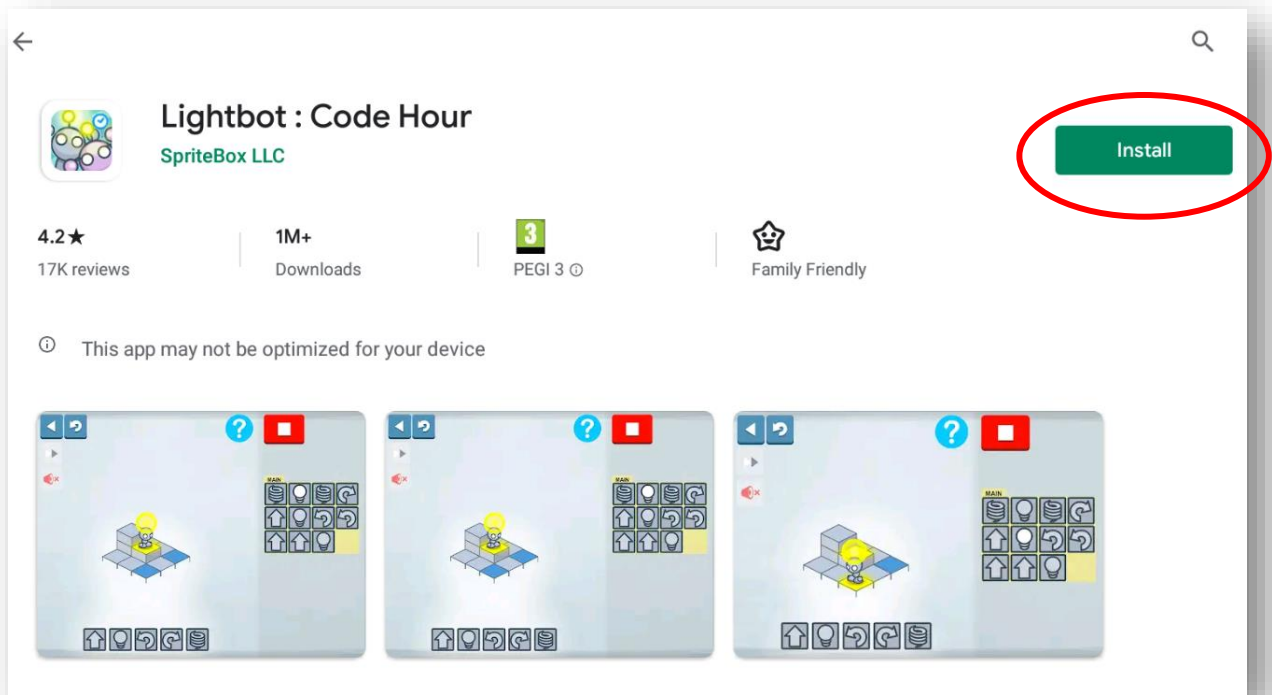 Lightbot : Code Hour
SpriteBox LLC
Install
4.2★
17K reviews
1M+
Downloads
3
PEGI 3
Family Friendly
This app may not be optimized for your device
?
MAIN
?
MAIN
?
MAIN